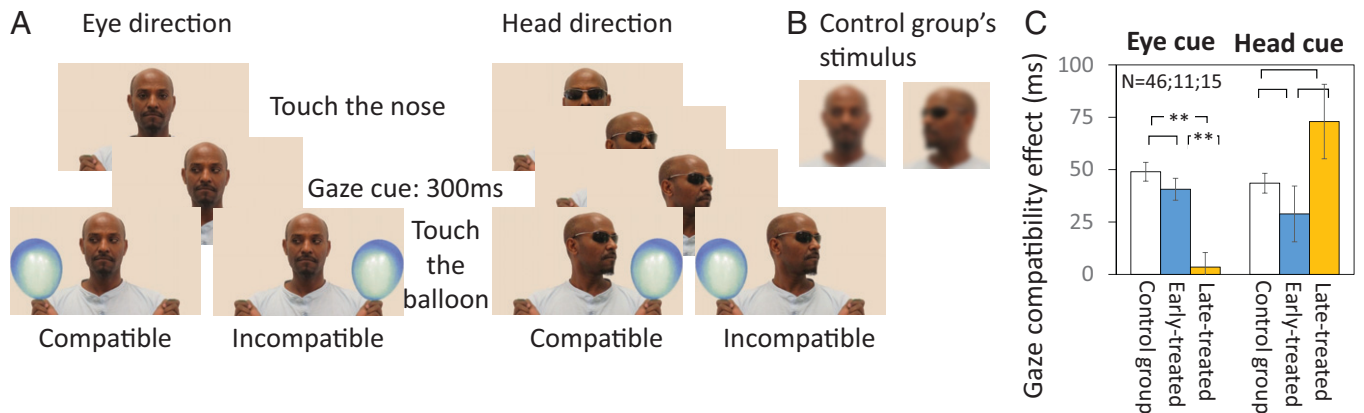 A
Eye direction
Head direction
Touch the nose
Gaze cue: 300ms
Touch
the
balloon
Compatible
Incompatible
Compatible
Incompatible
B
Control group's
stimulus
C
Eye cue
Head cue
Gaze compatibility effect (ms)
100
75
50
25
0
N=46;11;15
**
**
Control group
Early-treated
Late-treated
Control group
Early-treated
Late-treated